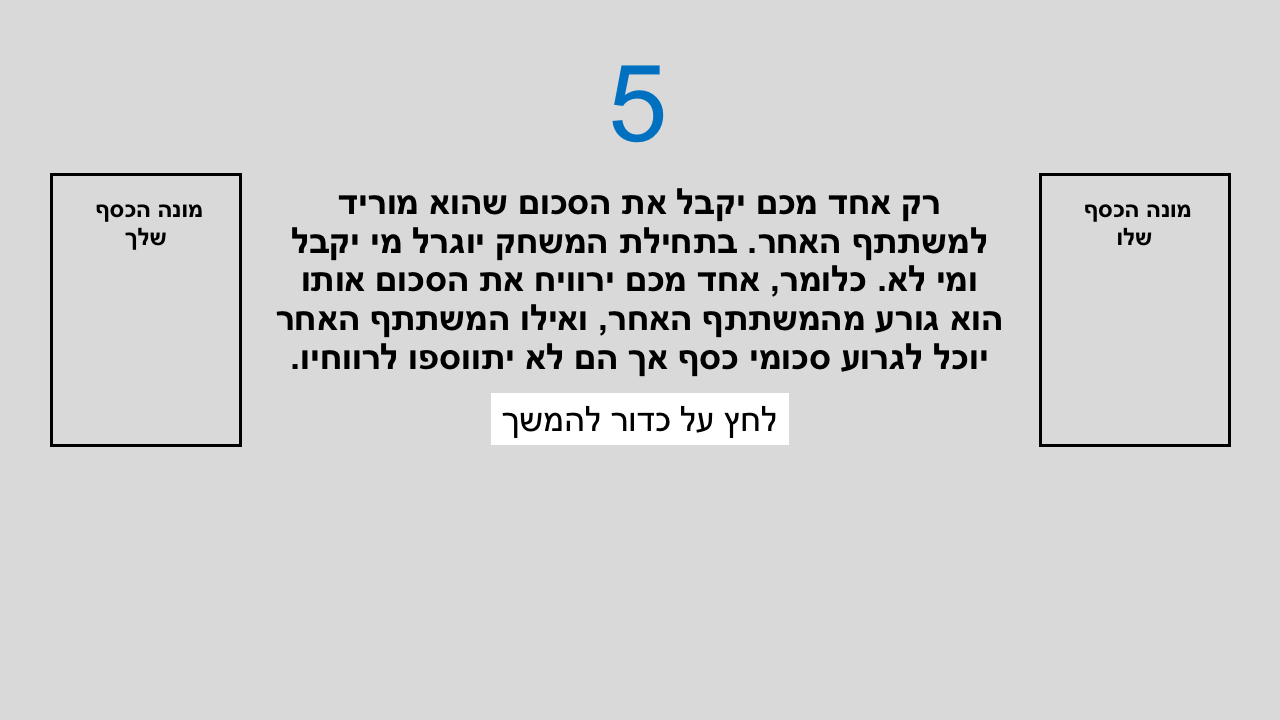 5
מונה הכסף
שלו
רק אחד מכם יקבל את הסכום שהוא מוריד
למשתתף האחר. בתחילת המשחק יוגרל מי יקבל
ומי לא. כלומר, אחד מכם ירוויח את הסכום אותו
הוא גורע מהמשתתף האחר, ואילו המשתתף האחר
יוכל לגרוע סכומי כסף אך הם לא יתווספו לרווחיו.
לחץ על כדור להמשך
מונה הכסף
שלך